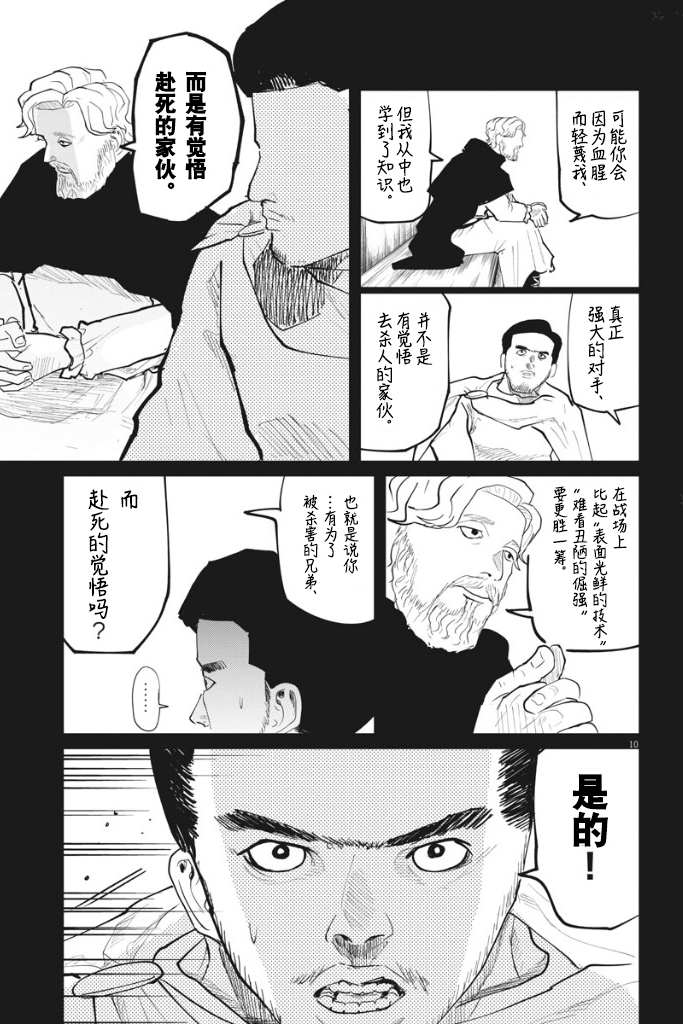 可能你会
因为血腥
而轻蔑我、
但我从中也
学到了知识。
真正
强大的对手、
并不是
有觉悟
去杀人的家伙。
而是有觉悟
赴死的家伙。
在战场上
比起“表面光鲜的技术”
“难看丑陋的倔强”
要更胜一筹。
也就是说你
…有为了
被杀害的兄弟、
而
赴死的觉悟吗？
……
10
是的！